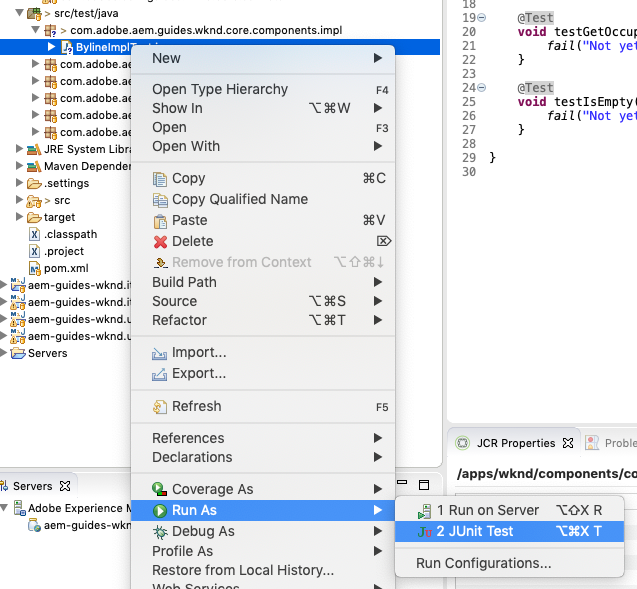 src/test/java
> com.adobe.aem.guides.wknd.core.components.impl
BylineImplTest.j
com.adobe.ae
com.adobe.ae
com.adobe.ae
com.adobe.ae
com.adobe.ae
JRE System Libra
Maven Depender
.settings
> src
target
.classpath
.project
pom.xml
aem-guides-wknd.it
aem-guides-wknd.it
aem-guides-wknd.u
aem-guides-wknd.u
Servers
New
Open Type Hierarchy F4
Show In ⌥⌘W
Open F3
Open With
Copy ⌘C
Copy Qualified Name
Paste ⌘V
Delete ⌦
Remove from Context ⌥⇧⌘↓
Build Path
Source ⌥⌘S
Refactor ⌥⌘T
Import...
Export...
Refresh F5
References
Declarations
Coverage As
Run As
Debug As
Profile As
Restore from Local History...
Web Services
1 Run on Server ⌥⇧X R
2 JUnit Test ⌥⌘X T
Run Configurations...
18
19 @Test
20 void testGetOccup
21 fail("Not yet
22 }
23
24 @Test
25 void testIsEmpty(
26 fail("Not yet
27 }
28
29 }
30
JCR Properties
Proble
/apps/wknd/components/co
Servers
Adobe Experience M
aem-guides-wkn